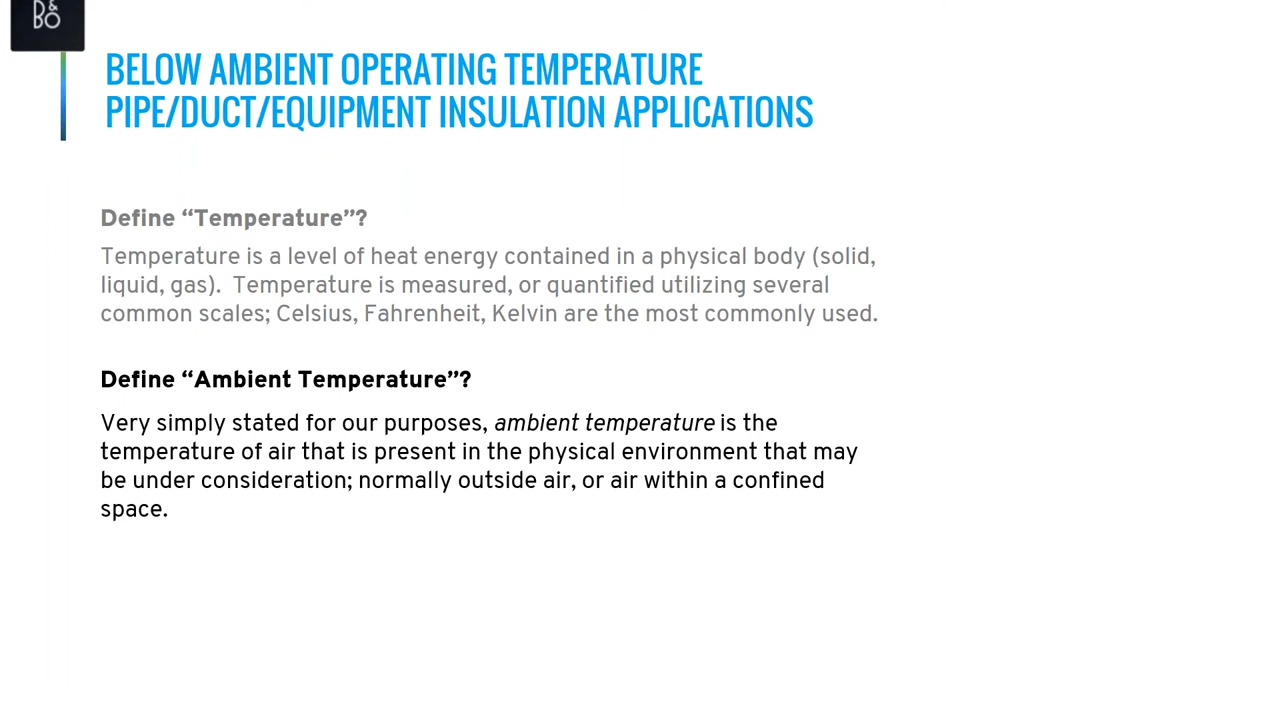 B&O
BELOW AMBIENT OPERATING TEMPERATURE
PIPE/DUCT/EQUIPMENT INSULATION APPLICATIONS
Define “Temperature”?
Temperature is a level of heat energy contained in a physical body (solid,
liquid, gas).  Temperature is measured, or quantified utilizing several
common scales; Celsius, Fahrenheit, Kelvin are the most commonly used.
Define “Ambient Temperature”?
Very simply stated for our purposes, ambient temperature is the
temperature of air that is present in the physical environment that may
be under consideration; normally outside air, or air within a confined
space.